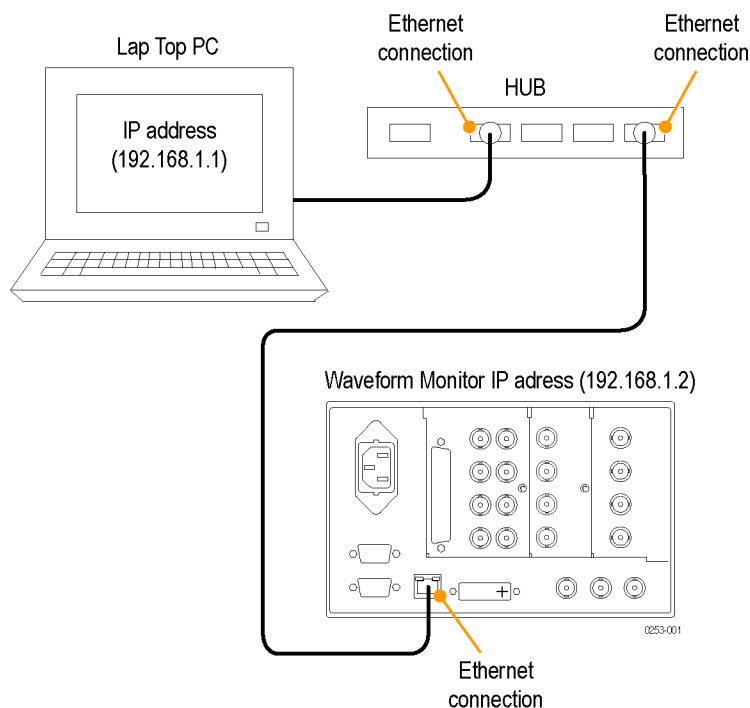 Ethernet
connection
Ethernet
connection
Lap Top PC
HUB
IP address
(192.168.1.1)
Waveform Monitor IP adress (192.168.1.2)
0253-001
Ethernet
connection